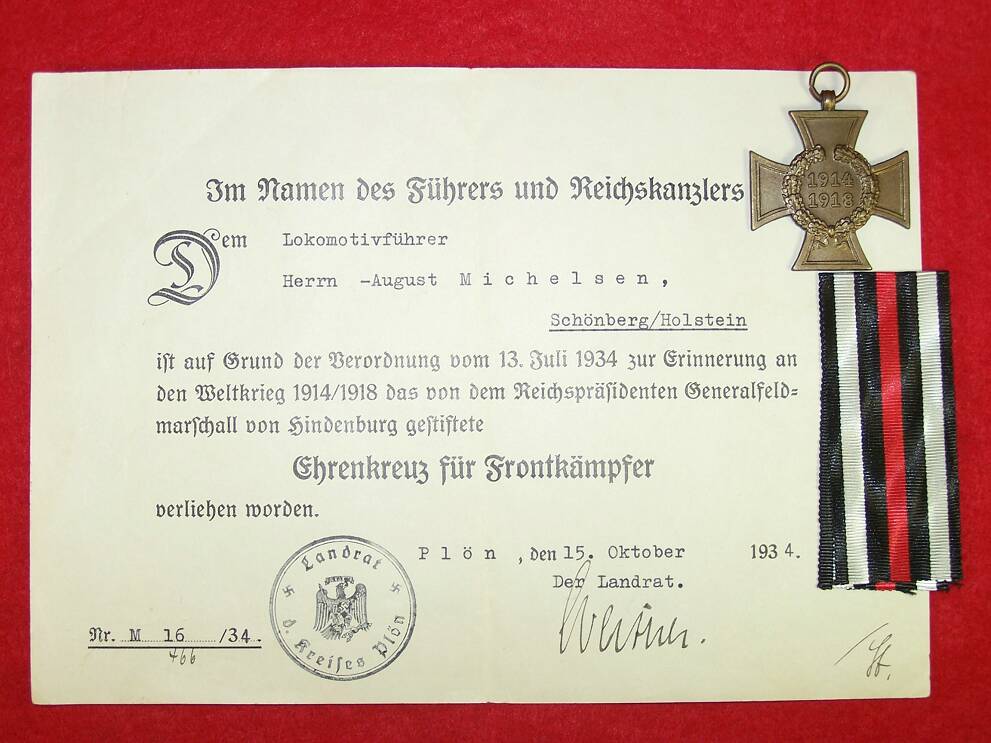 Im Namen des Führers und Reichskanzlers
1914
1918
Dem Lokomotivführer
Herrn -August Michelsen,
Schönberg/Holstein
ist auf Grund der Verordnung vom 13. Juli 1934 zur Erinnerung an
den Weltkrieg 1914/1918 das von dem Reichspräsidenten Generalfeld=
marschall von Hindenburg gestiftete
Ehrenkreuz für Frontkämpfer
verliehen worden.
Plön, den 15. Oktober 1934.
Der Landrat.
Landrat
d. Kreises Plön
Nr. M 16 /34.
466